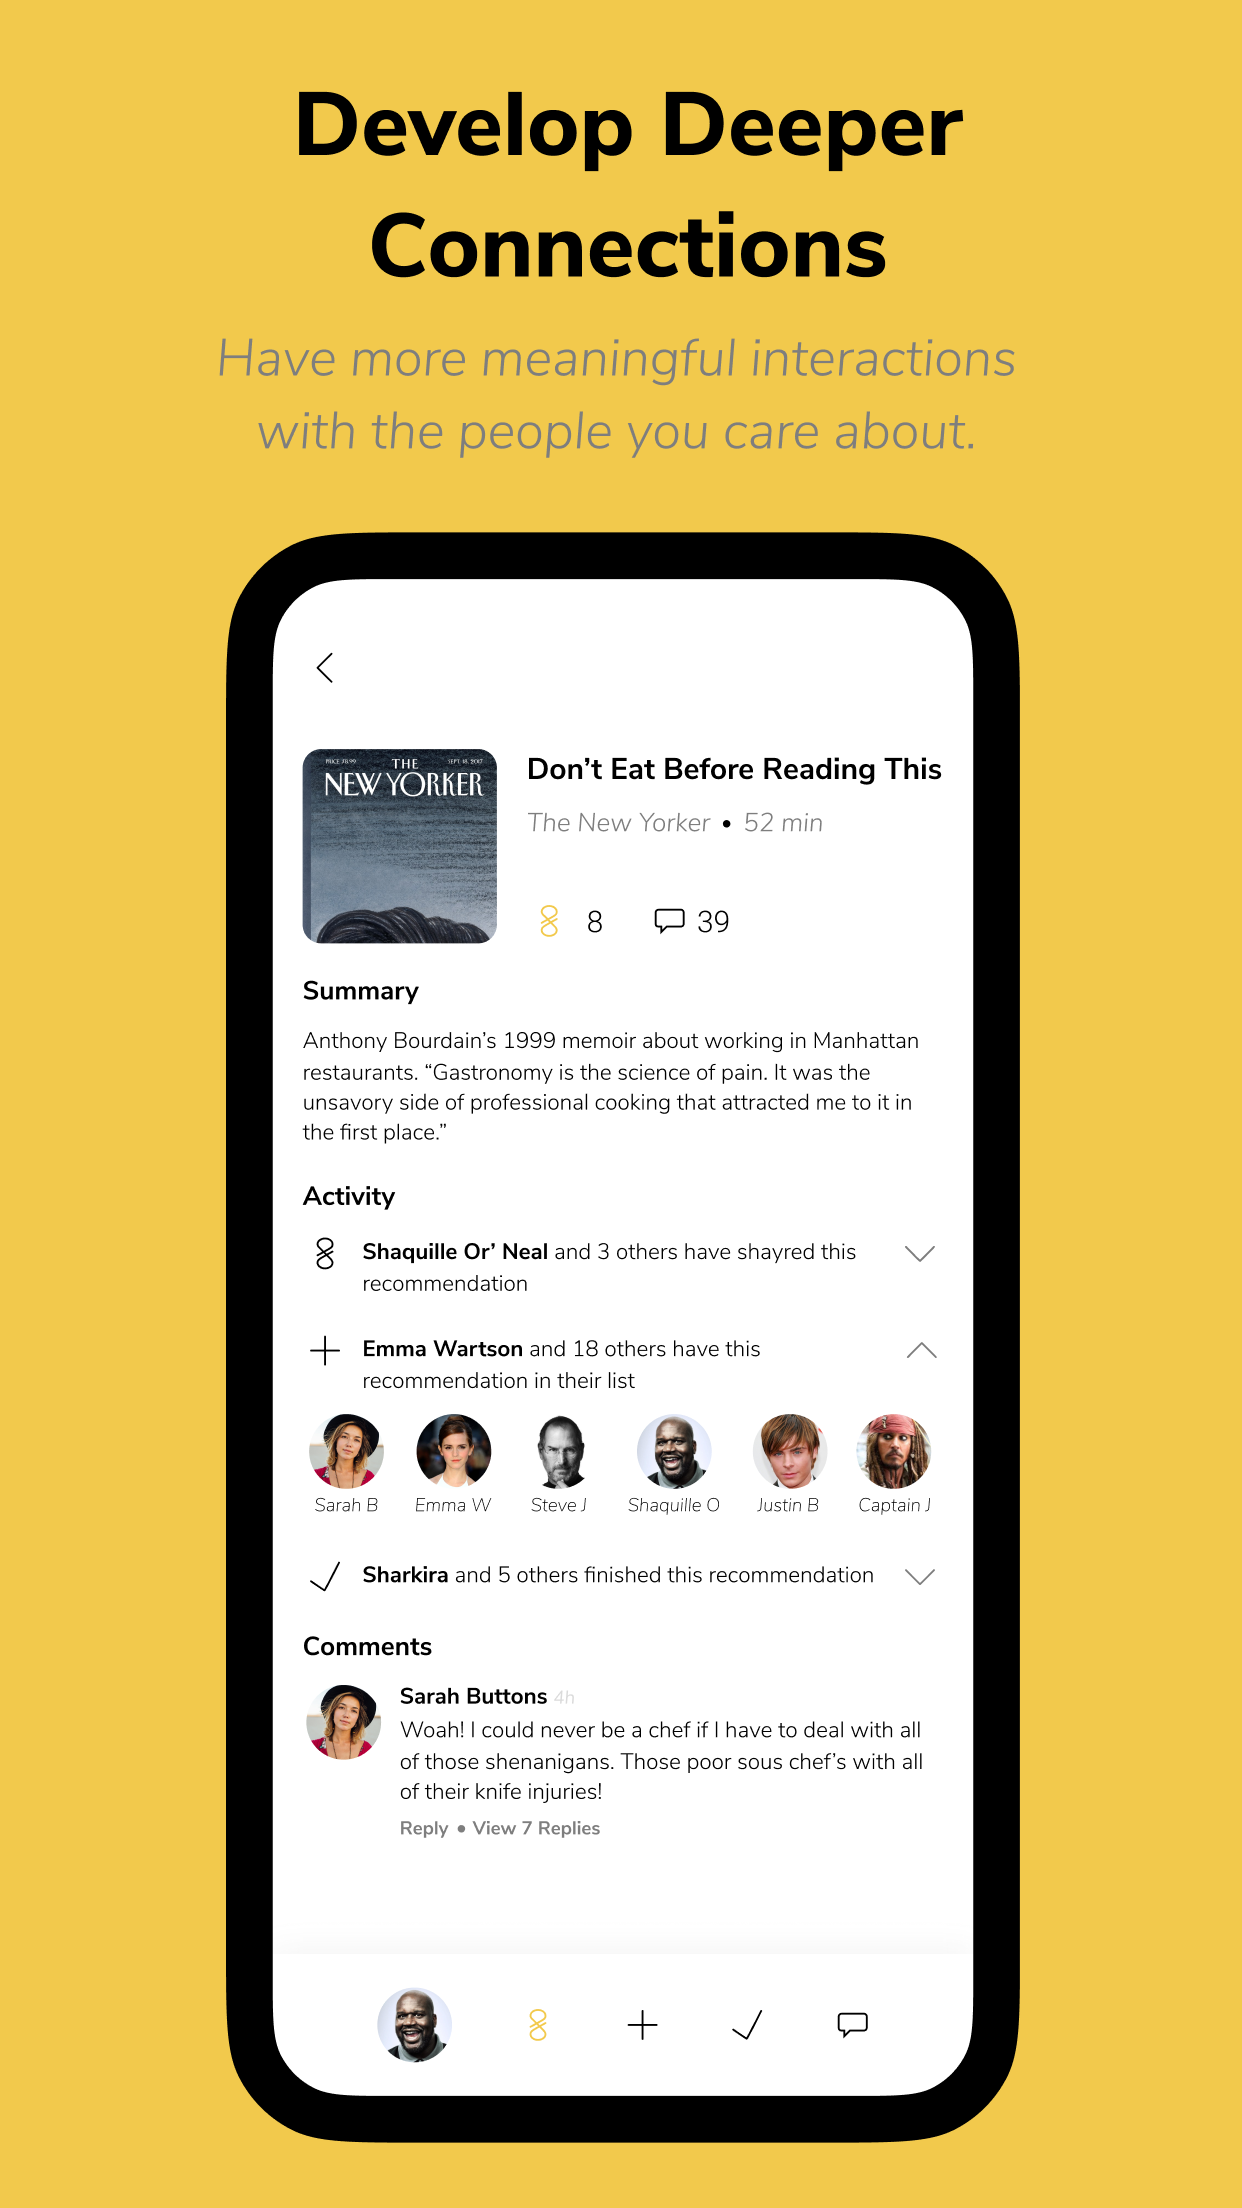 Develop Deeper
Connections
Have more meaningful interactions
with the people you care about.
PRICE $8.99
THE
SEPT. 18, 2017
NEW YORKER
Don’t Eat Before Reading This
The New Yorker • 52 min
8
39
Summary
Anthony Bourdain’s 1999 memoir about working in Manhattan
restaurants. “Gastronomy is the science of pain. It was the
unsavory side of professional cooking that attracted me to it in
the first place.”
Activity
Shaquille Or’ Neal and 3 others have shayred this
recommendation
Emma Wartson and 18 others have this
recommendation in their list
Sarah B
Emma W
Steve J
Shaquille O
Justin B
Captain J
Sharkira and 5 others finished this recommendation
Comments
Sarah Buttons 4h
Woah! I could never be a chef if I have to deal with all
of those shenanigans. Those poor sous chef’s with all
of their knife injuries!
Reply • View 7 Replies